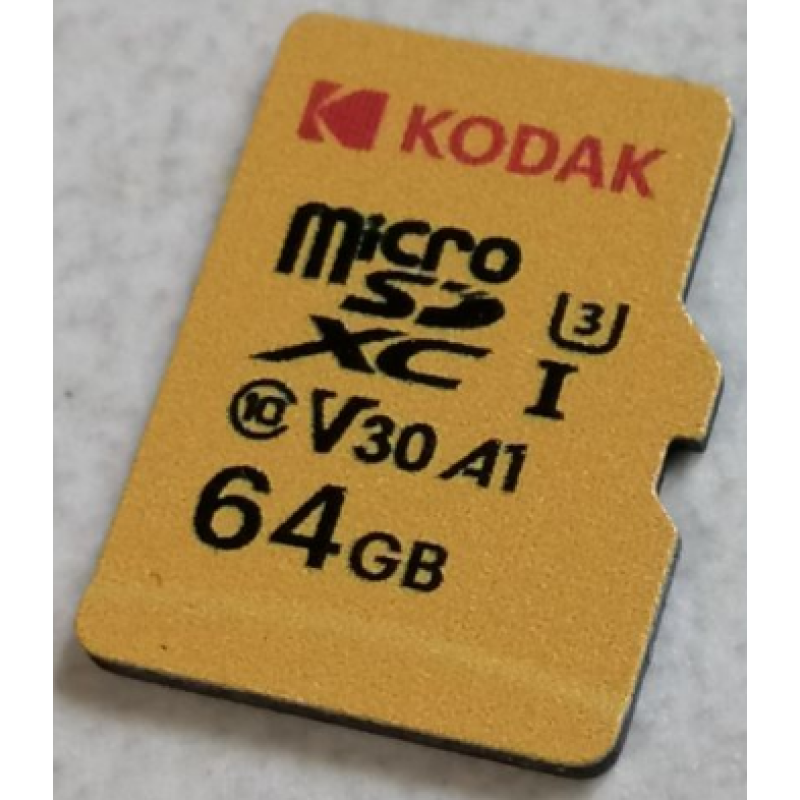 KODAK
micro
SD
XC I 3
10 V30 A1
64GB